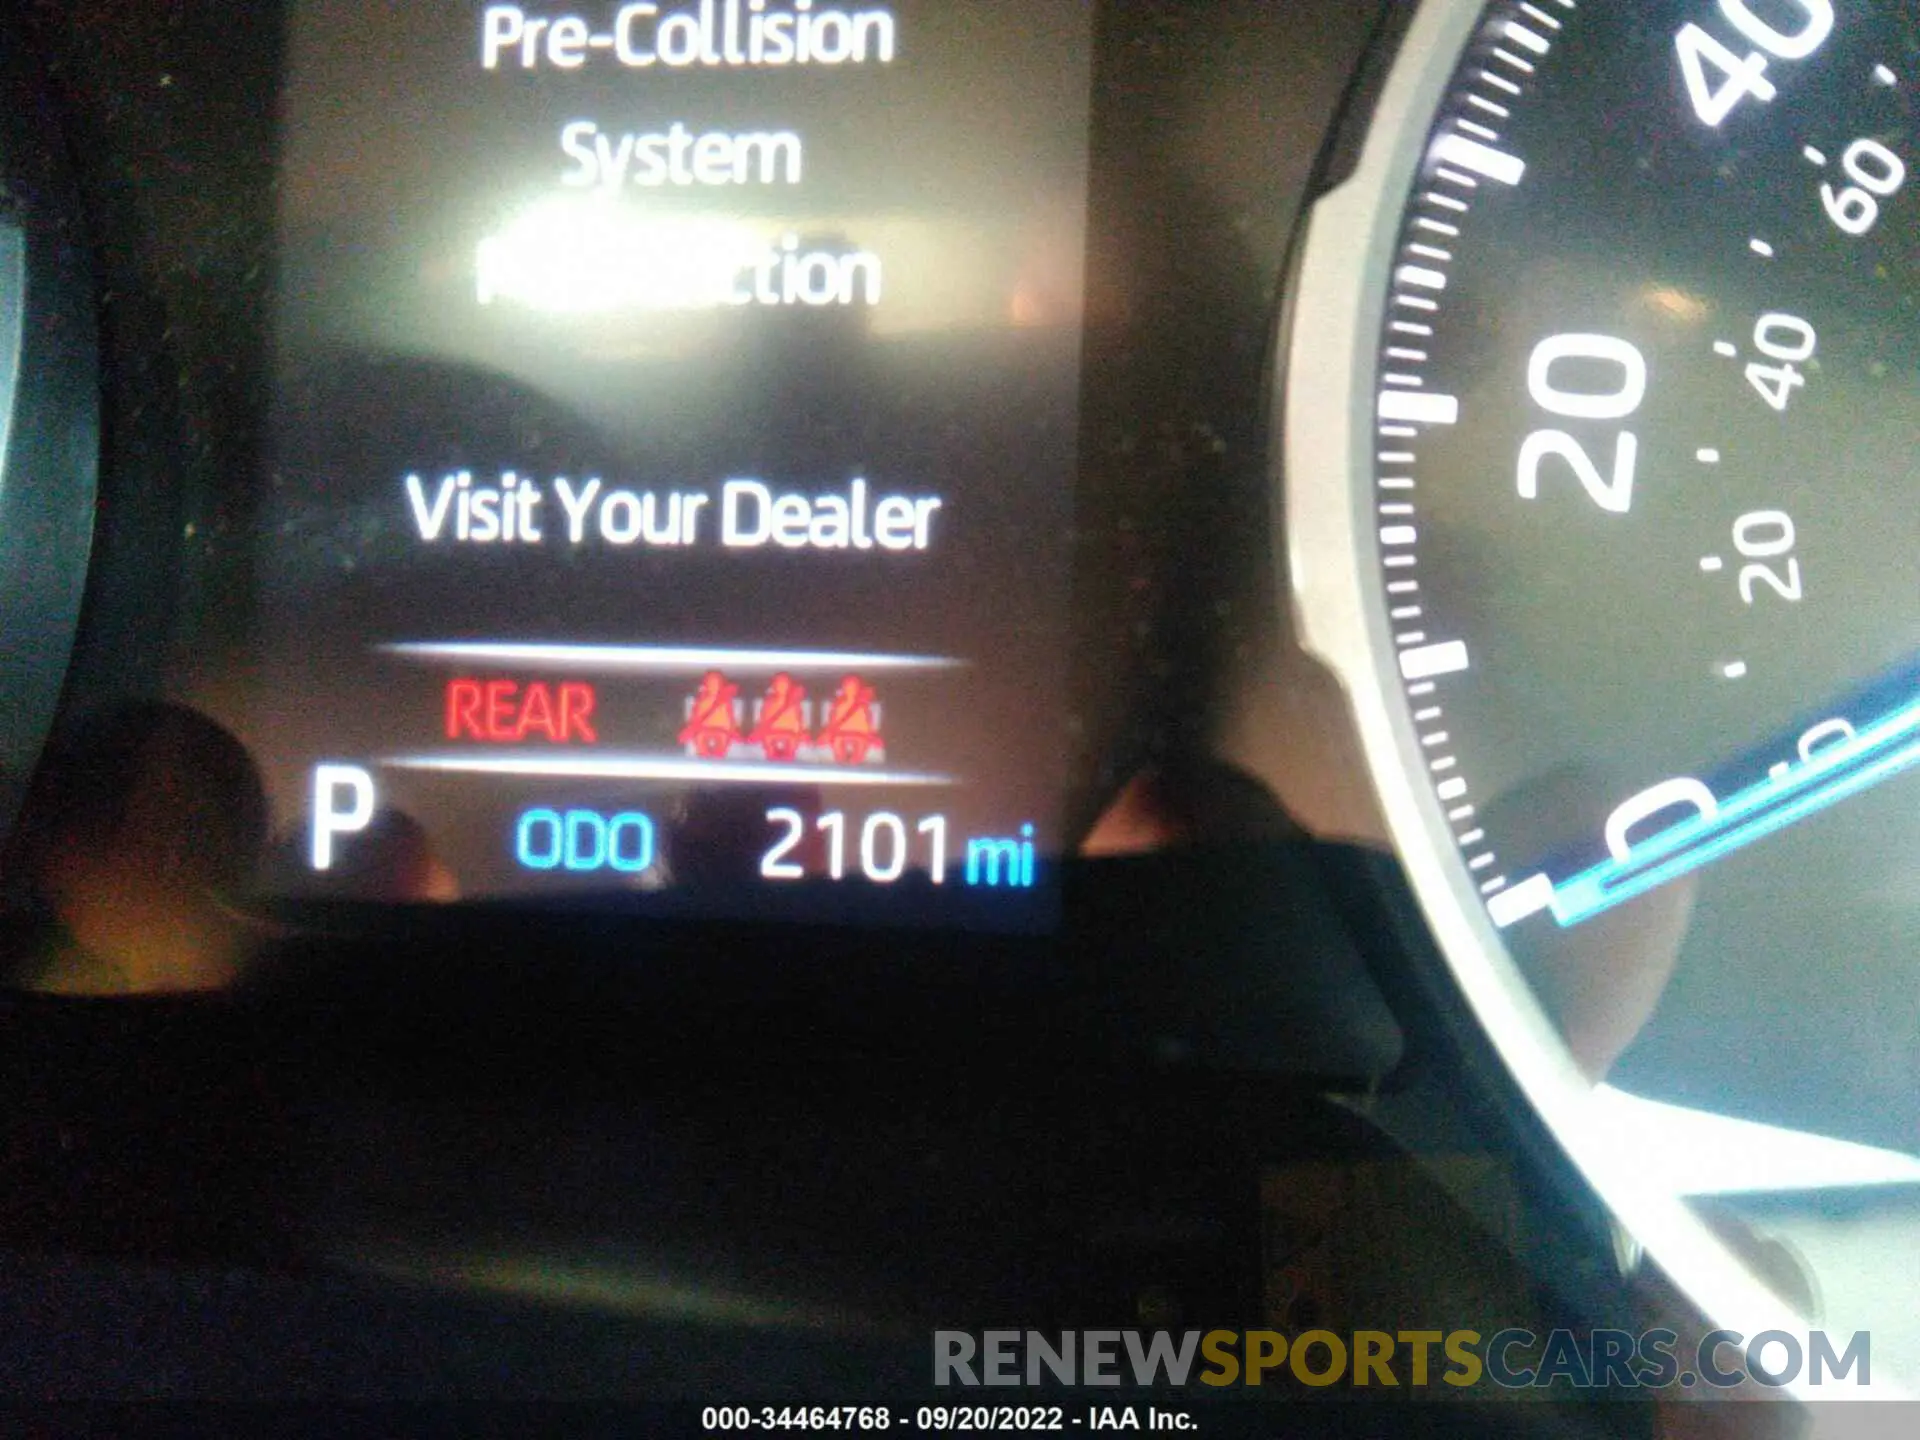 Pre-Collision
System
Visit Your Dealer
REAR
P ODO 2101 mi
40
60
20
40
20
0
0
RENEWSPORTSCARS.COM
000-34464768 - 09/20/2022 - IAA Inc.